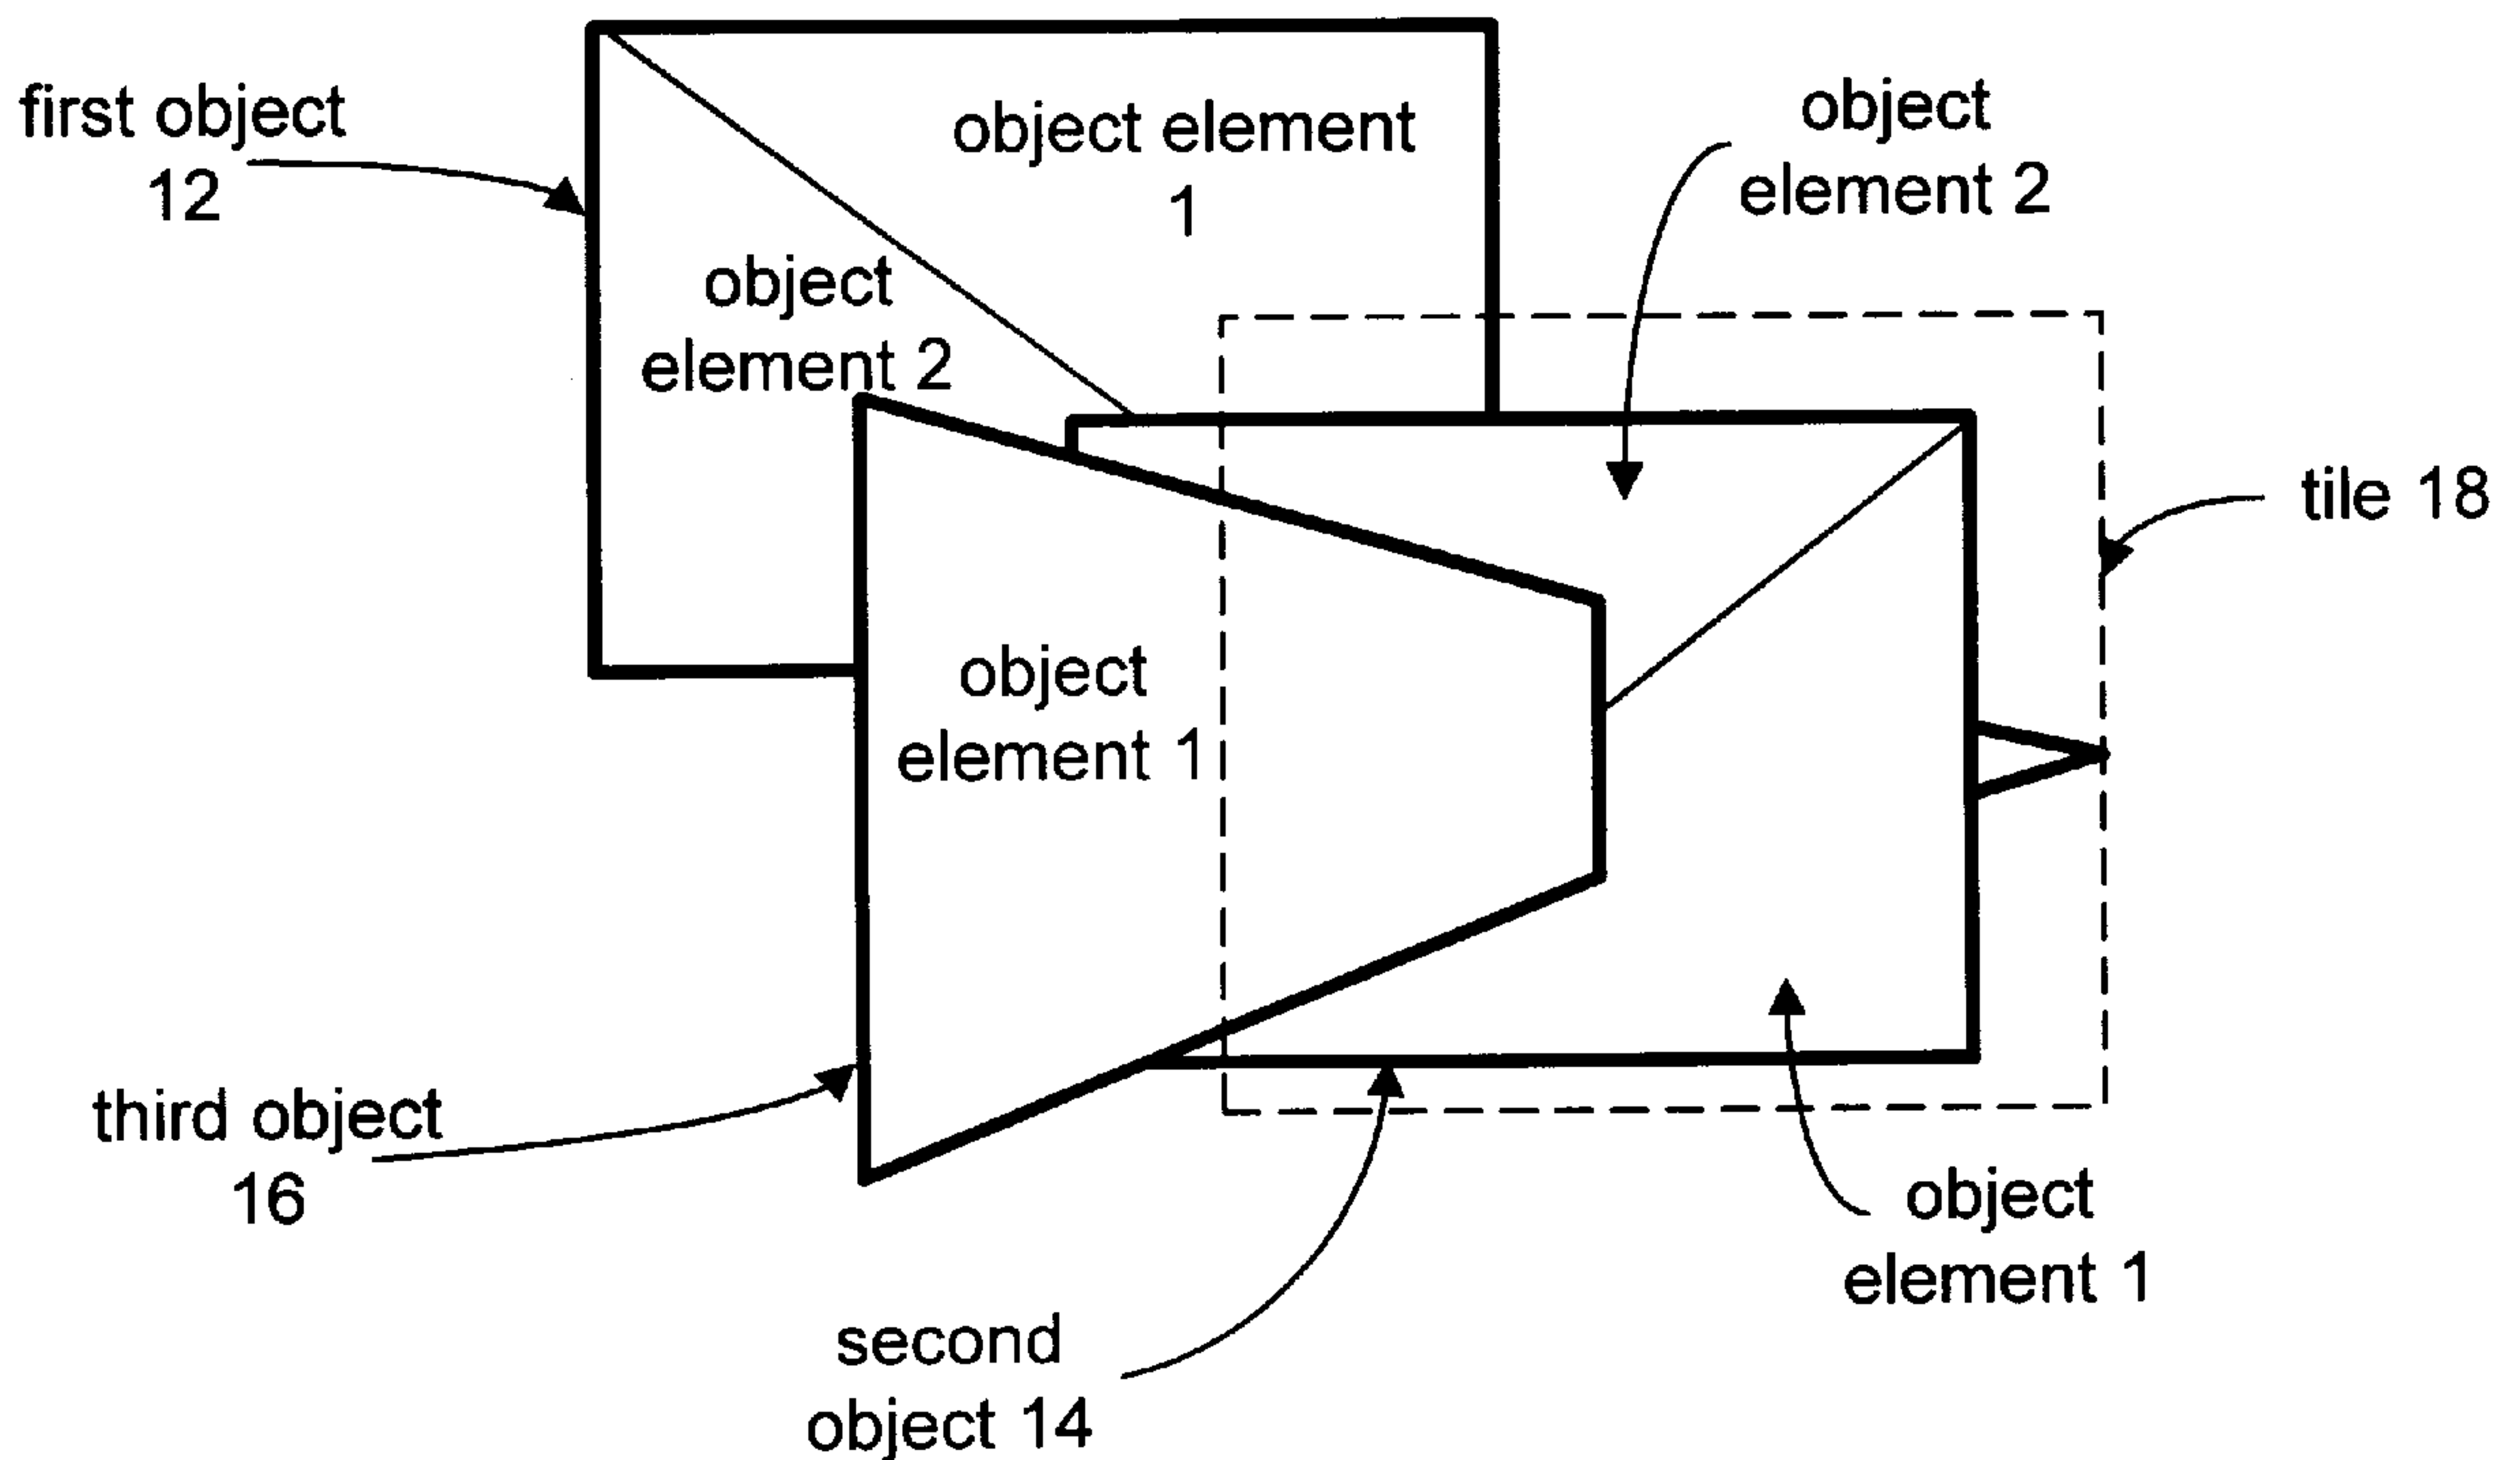 first object
12
object element
1
object
element 2
object
element 2
tile 18
object
element 1
third object
16
object
element 1
second
object 14